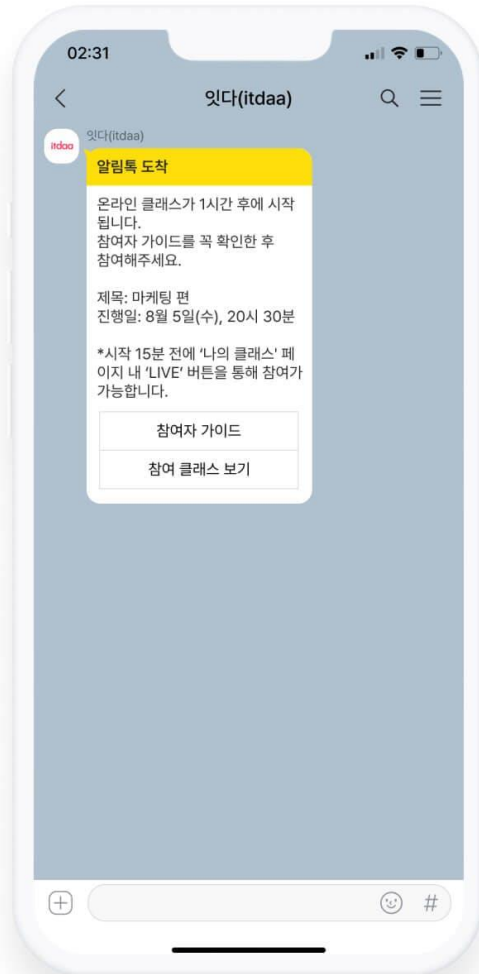 02:31
잇다(itdaa)
itdaa
잇다(itdaa)
알림톡 도착
온라인 클래스가 1시간 후에 시작
됩니다.
참여자 가이드를 꼭 확인한 후
참여해주세요.
제목: 마케팅 편
진행일: 8월 5일(수), 20시 30분
*시작 15분 전에 ‘나의 클래스' 페
이지 내 ‘LIVE’ 버튼을 통해 참여가
가능합니다.
참여자 가이드
참여 클래스 보기
#